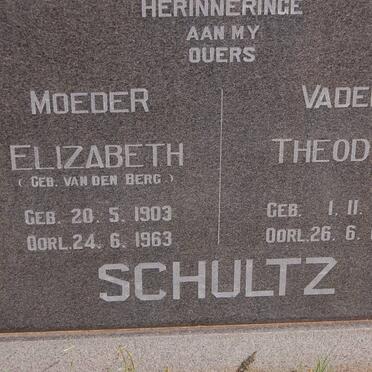 HERINNERINGE
AAN MY
OUERS
MOEDER
ELIZABETH
( GEB. VAN DEN BERG )
GEB. 20. 5. 1903
OORL. 24. 6. 1963
VADE
THEOD
GEB. 1. 11.
OORL. 26. 6.
SCHULTZ